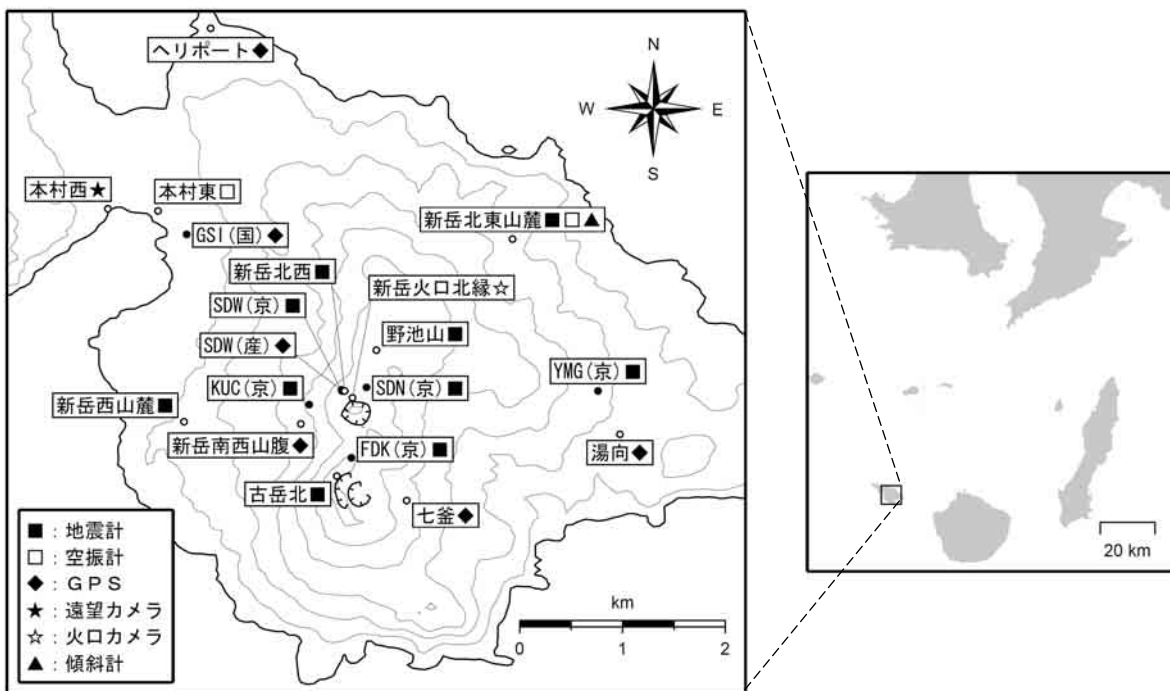 ヘリポート◆
N
W E
S
本村西★
本村東□
GSI(国)◆
新岳北東山麓■□▲
新岳北西■
新岳火口北縁☆
SDW(京)■
野池山■
SDW(産)◆
YMG(京)■
KUC(京)■
SDN(京)■
新岳西山麓■
新岳南西山腹◆
FDK(京)■
湯向◆
古岳北■
七釜◆
■:地震計
□:空振計
◆:GPS
★:遠望カメラ
☆:火口カメラ
▲:傾斜計
km
0 1 2
20 km